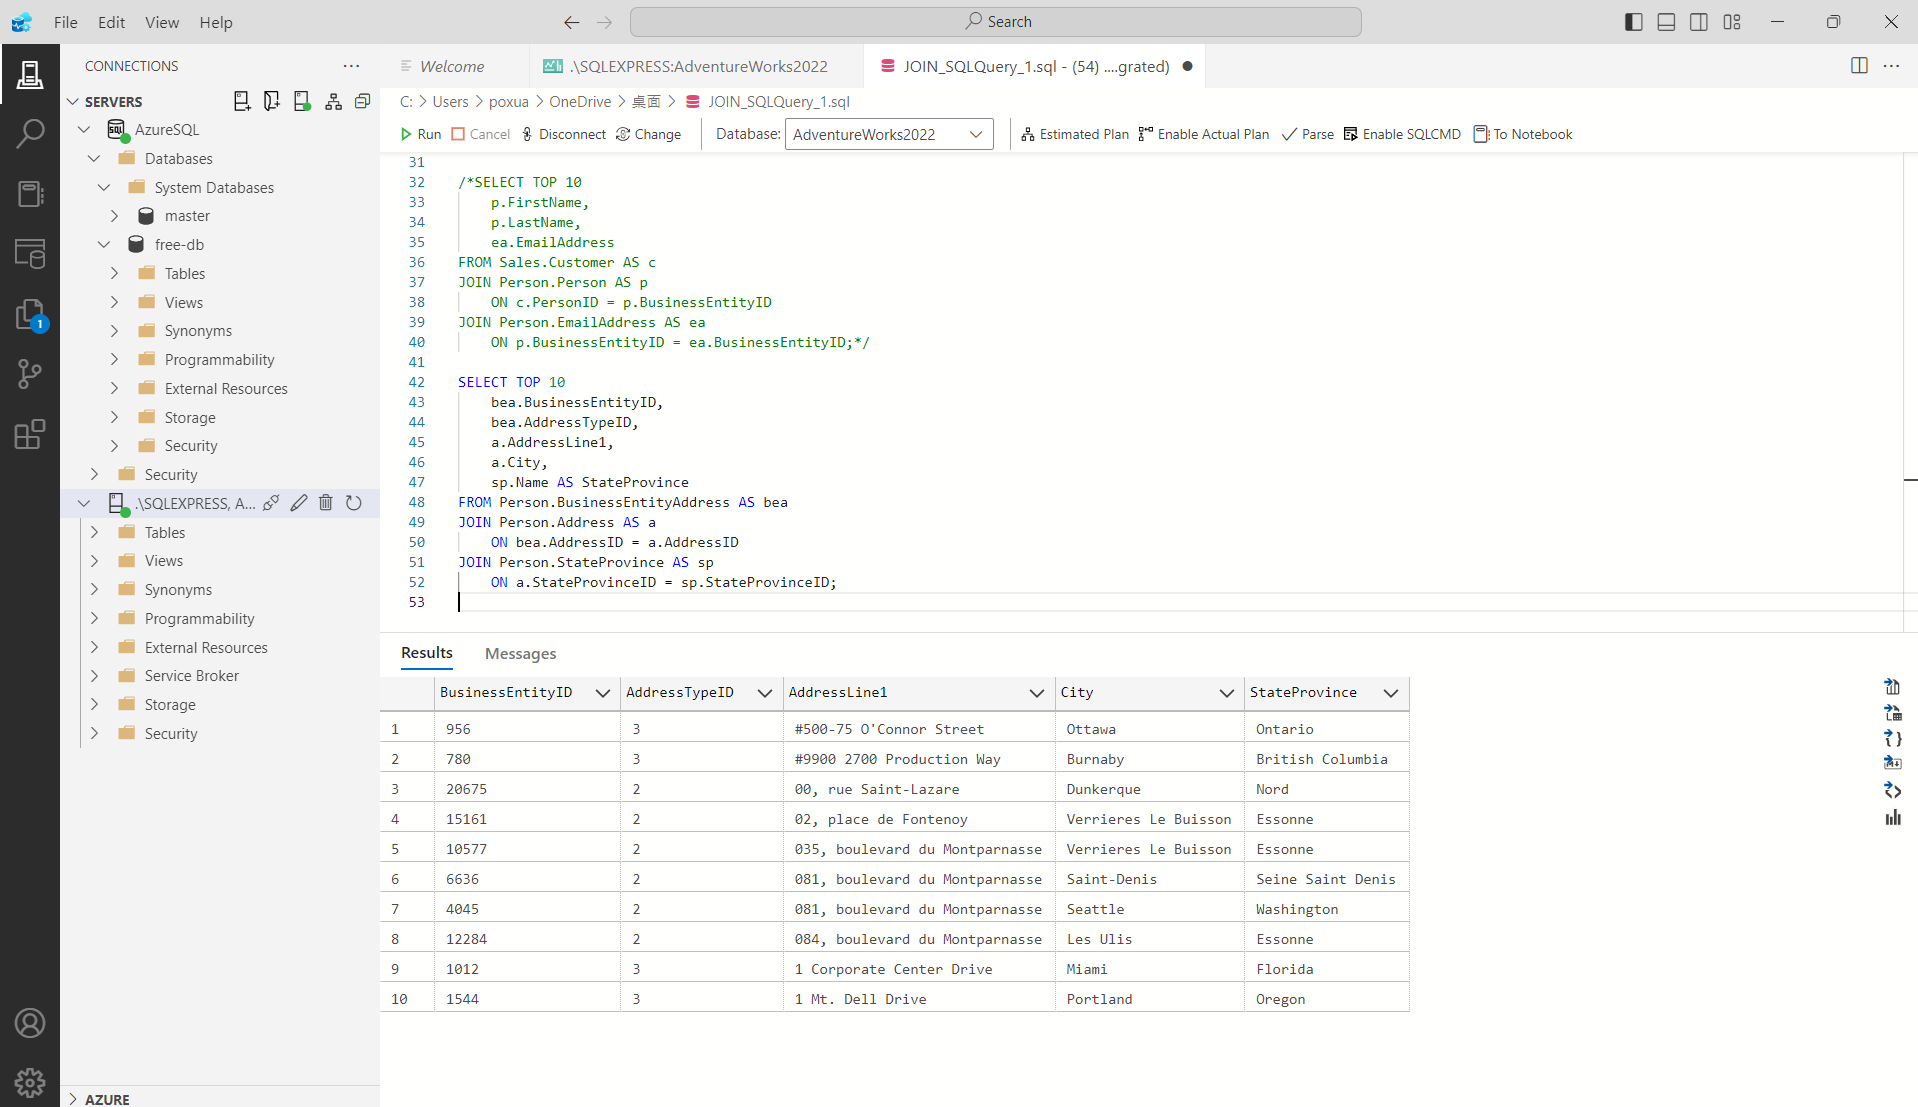 File Edit View Help
Search
CONNECTIONS
SERVERS
AzureSQL
Databases
System Databases
master
free-db
Tables
Views
Synonyms
Programmability
External Resources
Storage
Security
Security
.\SQLEXPRESS, A...
Tables
Views
Synonyms
Programmability
External Resources
Service Broker
Storage
Security
AZURE
1
Welcome .\SQLEXPRESS:AdventureWorks2022 JOIN_SQLQuery_1.sql - (54) ....grated)
C: Users poxua OneDrive 桌面 JOIN_SQLQuery_1.sql
Run Cancel Disconnect Change Database: AdventureWorks2022 Estimated Plan Enable Actual Plan Parse Enable SQLCMD To Notebook
31
32 /*SELECT TOP 10
33 p.FirstName,
34 p.LastName,
35 ea.EmailAddress
36 FROM Sales.Customer AS c
37 JOIN Person.Person AS p
38 ON c.PersonID = p.BusinessEntityID
39 JOIN Person.EmailAddress AS ea
40 ON p.BusinessEntityID = ea.BusinessEntityID;*/
41
42 SELECT TOP 10
43 bea.BusinessEntityID,
44 bea.AddressTypeID,
45 a.AddressLine1,
46 a.City,
47 sp.Name AS StateProvince
48 FROM Person.BusinessEntityAddress AS bea
49 JOIN Person.Address AS a
50 ON bea.AddressID = a.AddressID
51 JOIN Person.StateProvince AS sp
52 ON a.StateProvinceID = sp.StateProvinceID;
53
Results Messages
BusinessEntityID AddressTypeID AddressLine1 City StateProvince
1 956 3 #500-75 O'Connor Street Ottawa Ontario
2 780 3 #9900 2700 Production Way Burnaby British Columbia
3 20675 2 00, rue Saint-Lazare Dunkerque Nord
4 15161 2 02, place de Fontenoy Verrieres Le Buisson Essonne
5 10577 2 035, boulevard du Montparnasse Verrieres Le Buisson Essonne
6 6636 2 081, boulevard du Montparnasse Saint-Denis Seine Saint Denis
7 4045 2 081, boulevard du Montparnasse Seattle Washington
8 12284 2 084, boulevard du Montparnasse Les Ulis Essonne
9 1012 3 1 Corporate Center Drive Miami Florida
10 1544 3 1 Mt. Dell Drive Portland Oregon